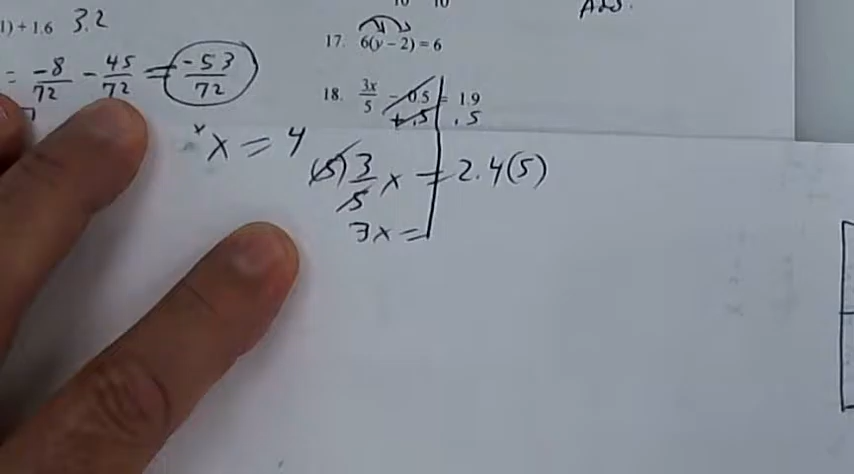 1) + 1.6 3.2
= -8/72 - 45/72 = -53/72
x = 4
Ans.
17. 6(y − 2) = 6
18. 3x/5 − 0.5 = 1.9
+ .5 .5
(5) 3/5 x = 2.4(5)
3x =